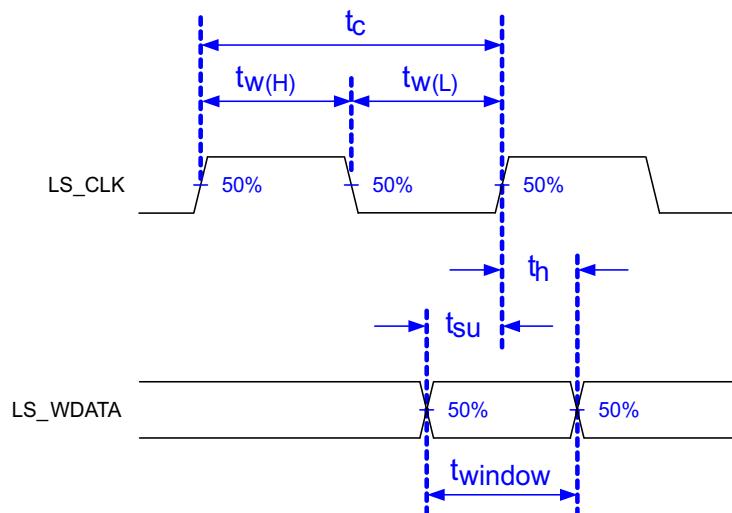 tc
tw(H) tw(L)
LS_CLK 50% 50% 50%
th
tsu
LS_WDATA 50% 50%
twindow